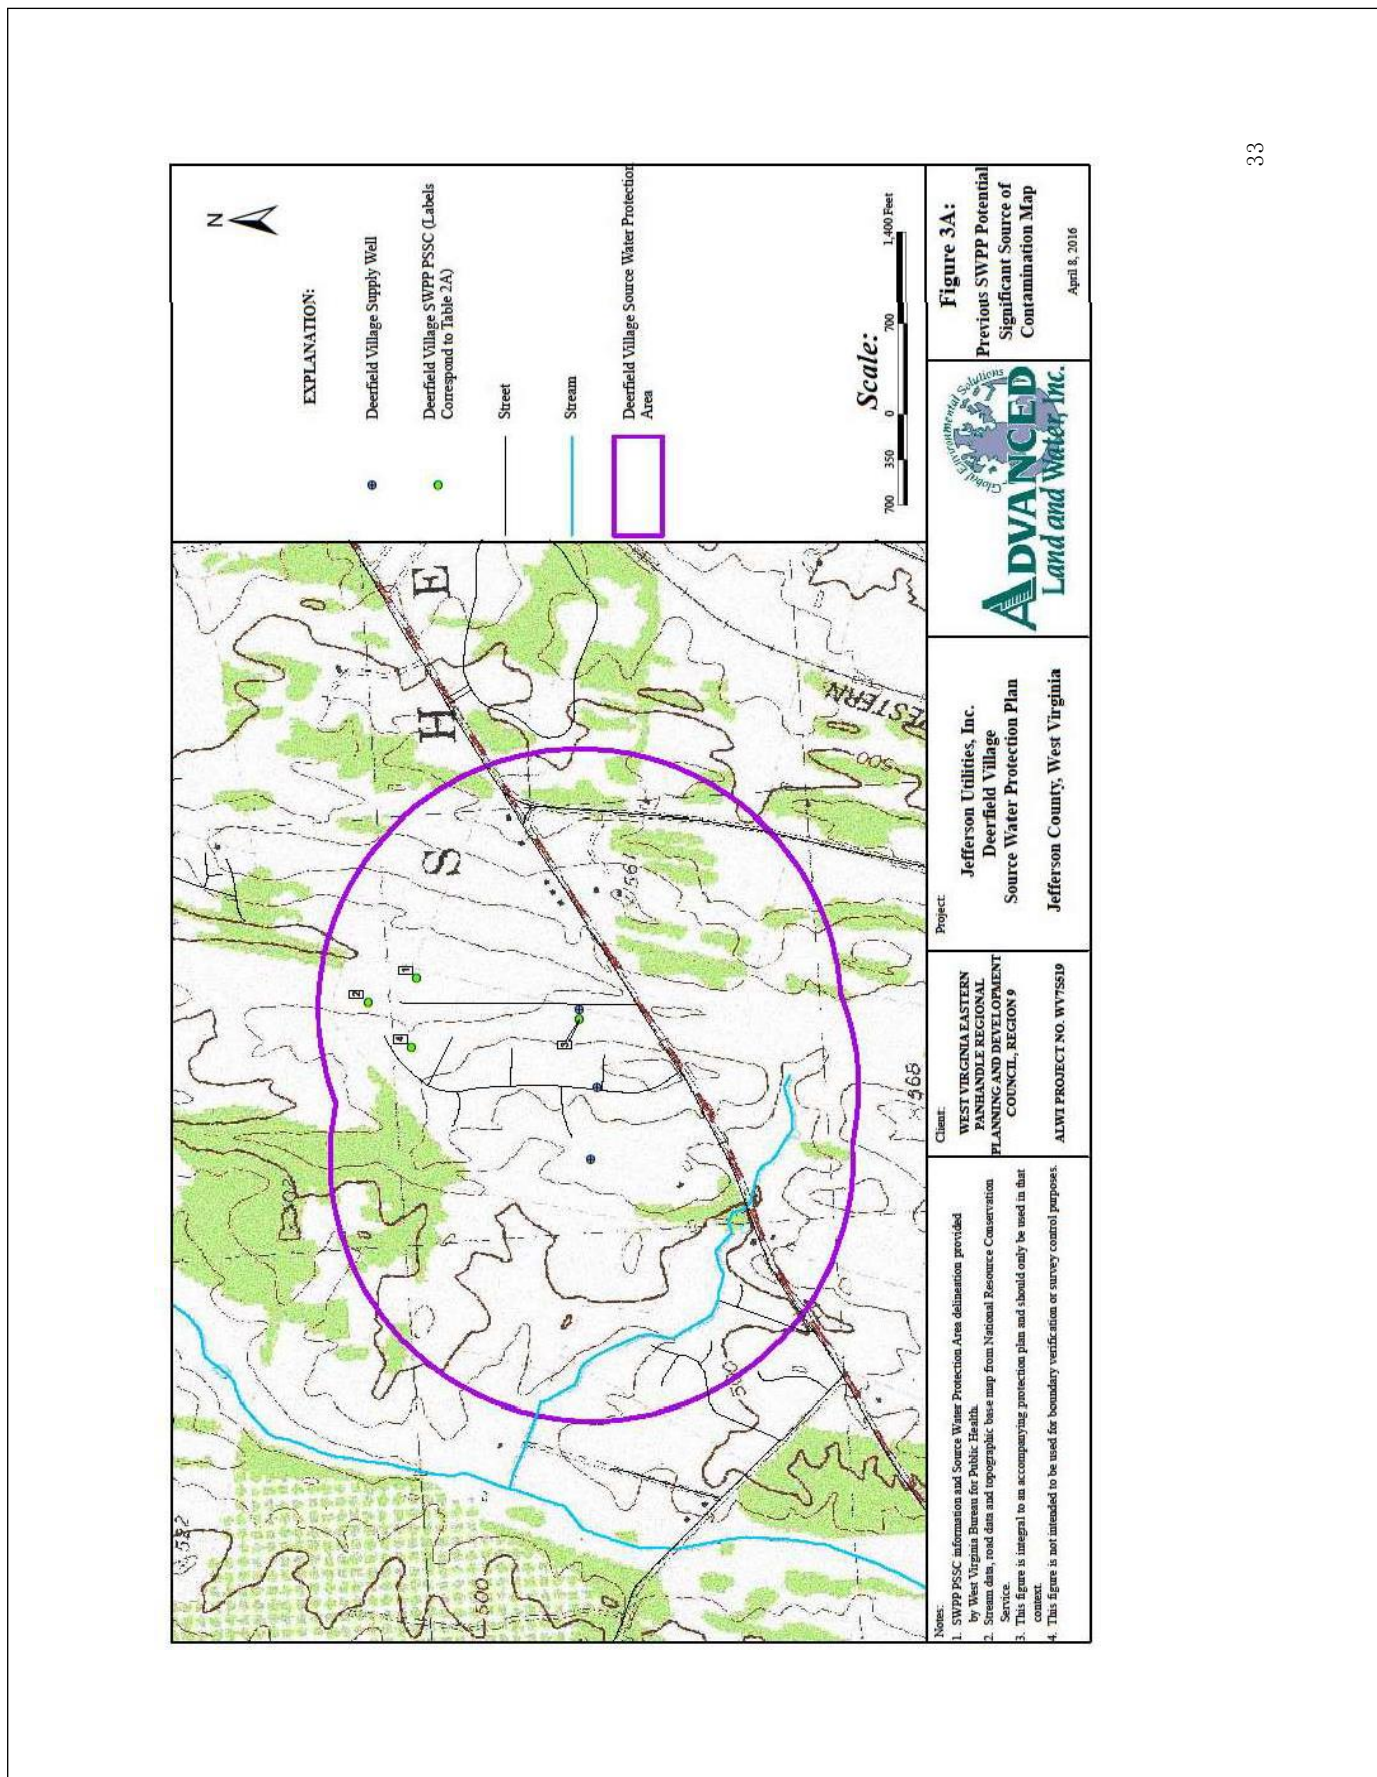 33
N
EXPLANATION:
Deerfield Village Supply Well
Deerfield Village SWPP PSSC (Labels
Correspond to Table 2A)
Street
Stream
Deerfield Village Source Water Protection
Area
Scale:
700 350 0 700 1,400 Feet
S H E
1
2
3
4
302
582
500
500
500
568
56
ESTERN
Notes:
1. SWPP PSSC information and Source Water Protection Area delineation provided
by West Virginia Bureau for Public Health.
2. Stream data, road data and topographic base map from National Resource Conservation
Service.
3. This figure is integral to an accompanying protection plan and should only be used in that
context.
4. This figure is not intended to be used for boundary verification or survey control purposes.
Client:
WEST VIRGINIA EASTERN
PANHANDLE REGIONAL
PLANNING AND DEVELOPMENT
COUNCIL, REGION 9
ALWI PROJECT NO. WV7S619
Project:
Jefferson Utilities, Inc.
Deerfield Village
Source Water Protection Plan
Jefferson County, West Virginia
Global Environmental Solutions
ADVANCED
Land and Water, Inc.
Figure 3A:
Previous SWPP Potential
Significant Source of
Contamination Map
April 8, 2016